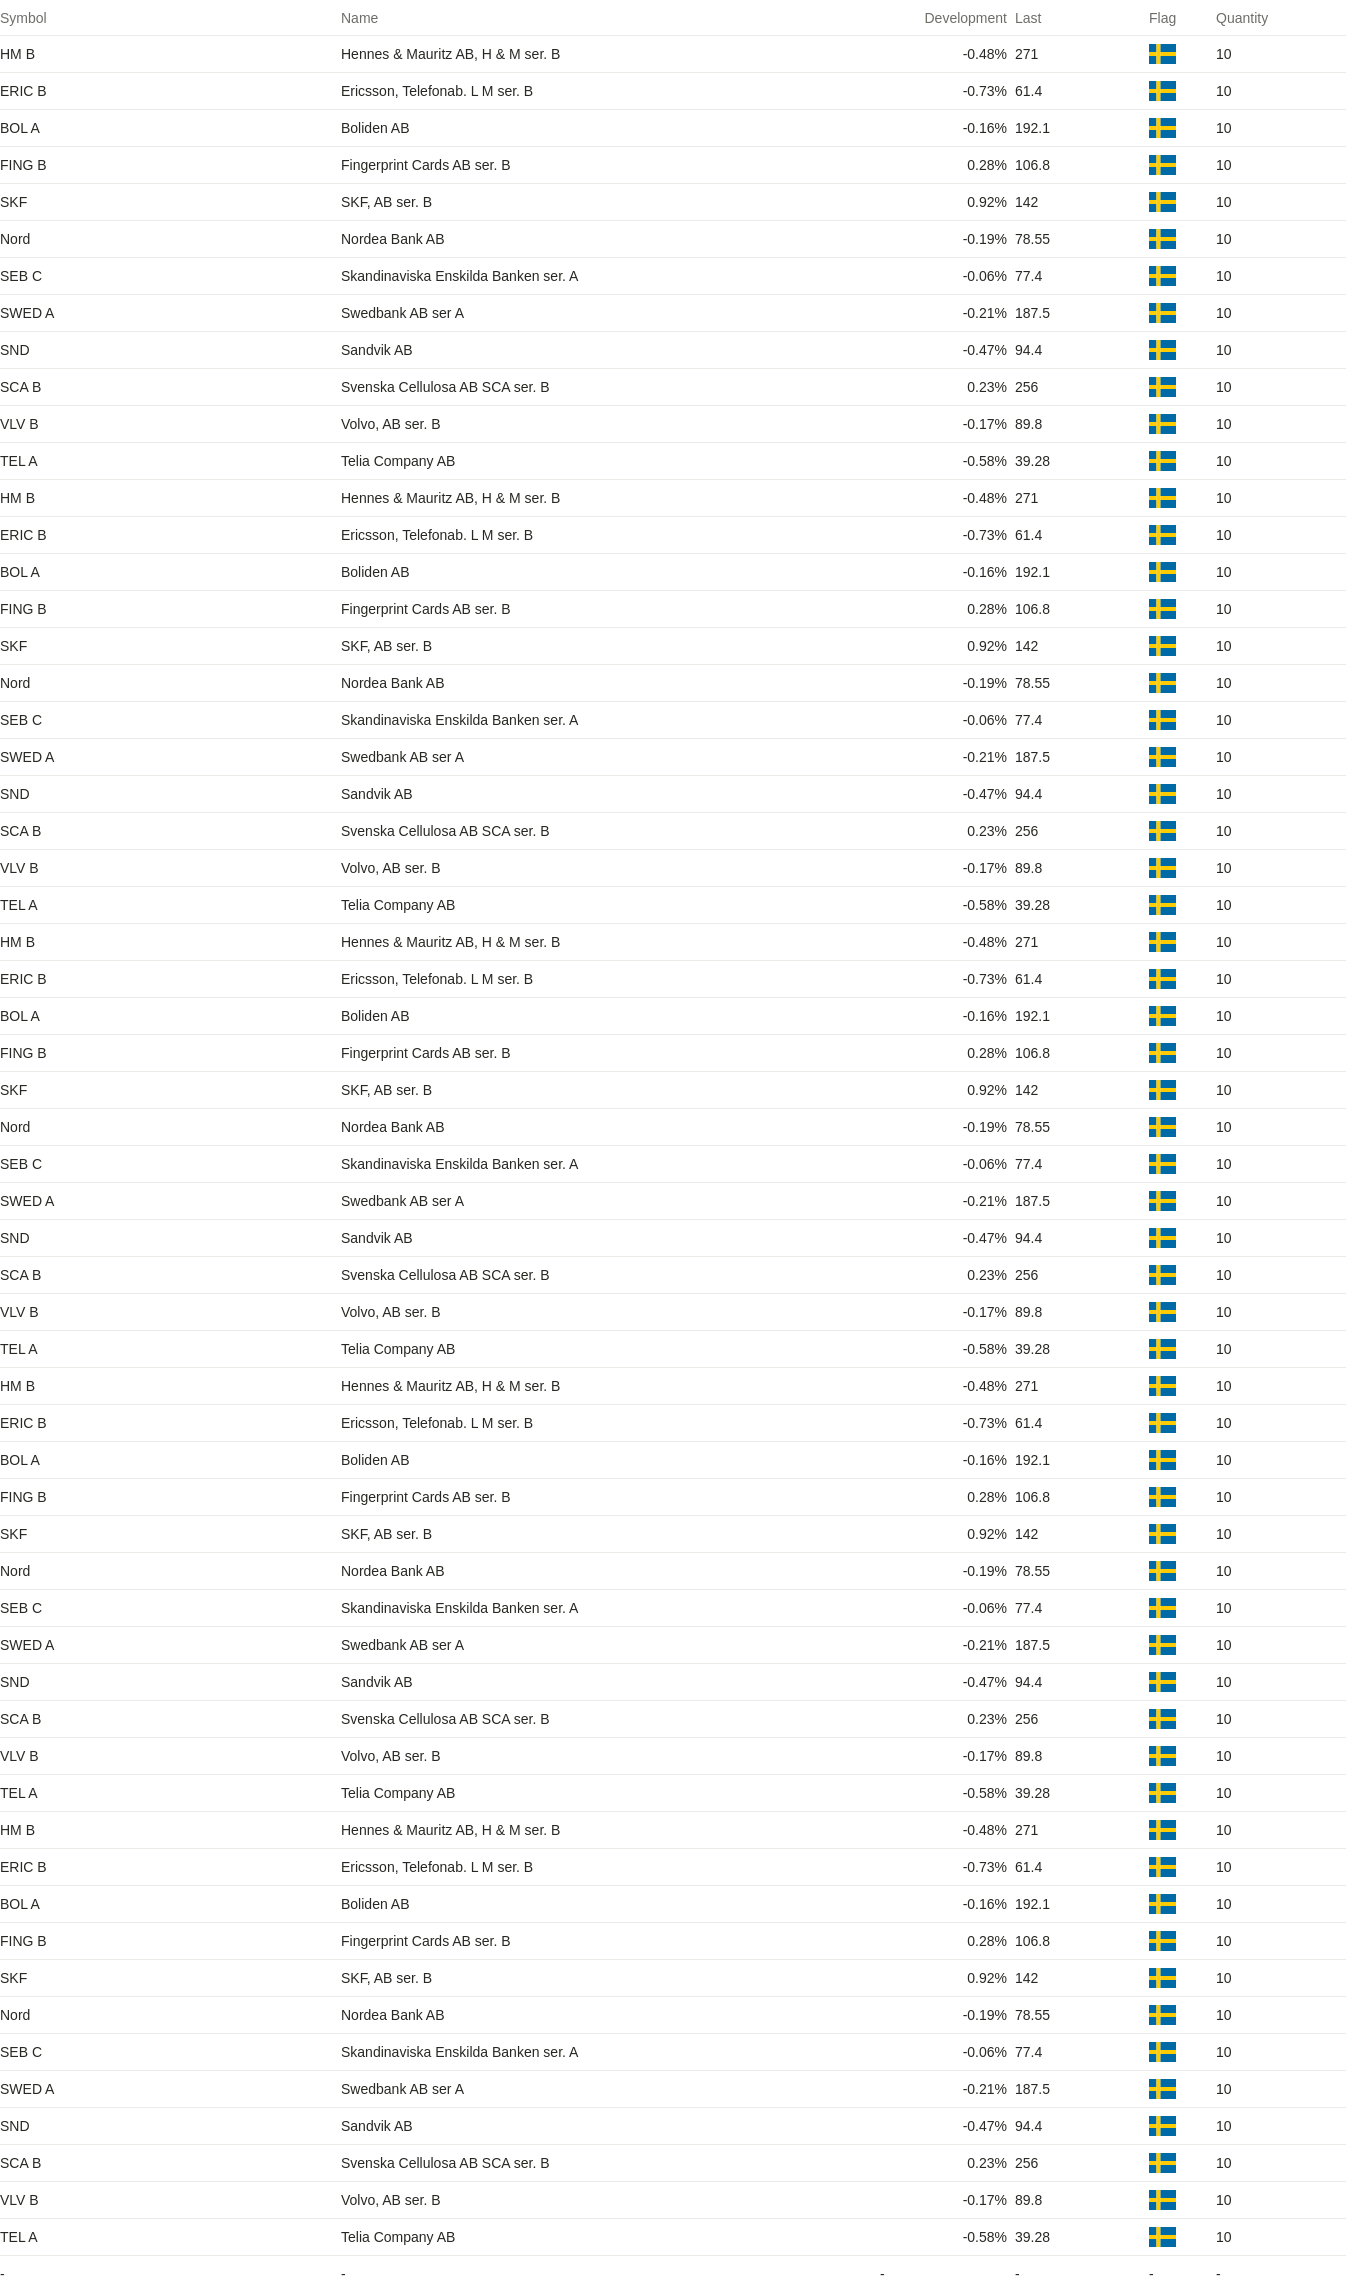 Symbol Name Development Last Flag Quantity
HM B Hennes & Mauritz AB, H & M ser. B -0.48% 271 10
ERIC B Ericsson, Telefonab. L M ser. B -0.73% 61.4 10
BOL A Boliden AB -0.16% 192.1 10
FING B Fingerprint Cards AB ser. B 0.28% 106.8 10
SKF SKF, AB ser. B 0.92% 142 10
Nord Nordea Bank AB -0.19% 78.55 10
SEB C Skandinaviska Enskilda Banken ser. A -0.06% 77.4 10
SWED A Swedbank AB ser A -0.21% 187.5 10
SND Sandvik AB -0.47% 94.4 10
SCA B Svenska Cellulosa AB SCA ser. B 0.23% 256 10
VLV B Volvo, AB ser. B -0.17% 89.8 10
TEL A Telia Company AB -0.58% 39.28 10
HM B Hennes & Mauritz AB, H & M ser. B -0.48% 271 10
ERIC B Ericsson, Telefonab. L M ser. B -0.73% 61.4 10
BOL A Boliden AB -0.16% 192.1 10
FING B Fingerprint Cards AB ser. B 0.28% 106.8 10
SKF SKF, AB ser. B 0.92% 142 10
Nord Nordea Bank AB -0.19% 78.55 10
SEB C Skandinaviska Enskilda Banken ser. A -0.06% 77.4 10
SWED A Swedbank AB ser A -0.21% 187.5 10
SND Sandvik AB -0.47% 94.4 10
SCA B Svenska Cellulosa AB SCA ser. B 0.23% 256 10
VLV B Volvo, AB ser. B -0.17% 89.8 10
TEL A Telia Company AB -0.58% 39.28 10
HM B Hennes & Mauritz AB, H & M ser. B -0.48% 271 10
ERIC B Ericsson, Telefonab. L M ser. B -0.73% 61.4 10
BOL A Boliden AB -0.16% 192.1 10
FING B Fingerprint Cards AB ser. B 0.28% 106.8 10
SKF SKF, AB ser. B 0.92% 142 10
Nord Nordea Bank AB -0.19% 78.55 10
SEB C Skandinaviska Enskilda Banken ser. A -0.06% 77.4 10
SWED A Swedbank AB ser A -0.21% 187.5 10
SND Sandvik AB -0.47% 94.4 10
SCA B Svenska Cellulosa AB SCA ser. B 0.23% 256 10
VLV B Volvo, AB ser. B -0.17% 89.8 10
TEL A Telia Company AB -0.58% 39.28 10
HM B Hennes & Mauritz AB, H & M ser. B -0.48% 271 10
ERIC B Ericsson, Telefonab. L M ser. B -0.73% 61.4 10
BOL A Boliden AB -0.16% 192.1 10
FING B Fingerprint Cards AB ser. B 0.28% 106.8 10
SKF SKF, AB ser. B 0.92% 142 10
Nord Nordea Bank AB -0.19% 78.55 10
SEB C Skandinaviska Enskilda Banken ser. A -0.06% 77.4 10
SWED A Swedbank AB ser A -0.21% 187.5 10
SND Sandvik AB -0.47% 94.4 10
SCA B Svenska Cellulosa AB SCA ser. B 0.23% 256 10
VLV B Volvo, AB ser. B -0.17% 89.8 10
TEL A Telia Company AB -0.58% 39.28 10
HM B Hennes & Mauritz AB, H & M ser. B -0.48% 271 10
ERIC B Ericsson, Telefonab. L M ser. B -0.73% 61.4 10
BOL A Boliden AB -0.16% 192.1 10
FING B Fingerprint Cards AB ser. B 0.28% 106.8 10
SKF SKF, AB ser. B 0.92% 142 10
Nord Nordea Bank AB -0.19% 78.55 10
SEB C Skandinaviska Enskilda Banken ser. A -0.06% 77.4 10
SWED A Swedbank AB ser A -0.21% 187.5 10
SND Sandvik AB -0.47% 94.4 10
SCA B Svenska Cellulosa AB SCA ser. B 0.23% 256 10
VLV B Volvo, AB ser. B -0.17% 89.8 10
TEL A Telia Company AB -0.58% 39.28 10
- - - - - -